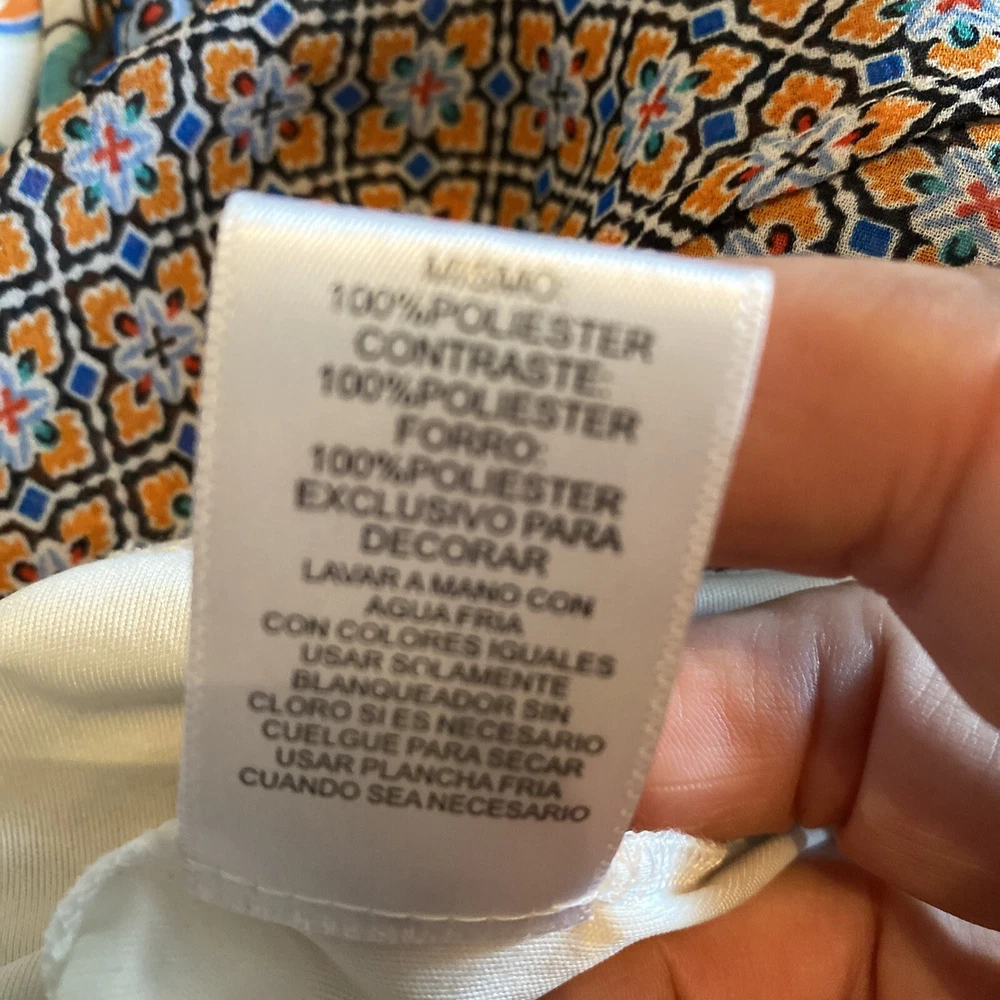 100%POLIESTER
CONTRASTE:
100%POLIESTER
FORRO:
100%POLIESTER
EXCLUSIVO PARA
DECORAR
LAVAR A MANO CON
AGUA FRIA
CON COLORES IGUALES
USAR SOLAMENTE
BLANQUEADOR SIN
CLORO SI ES NECESARIO
CUELGUE PARA SECAR
USAR PLANCHA FRIA
CUANDO SEA NECESARIO